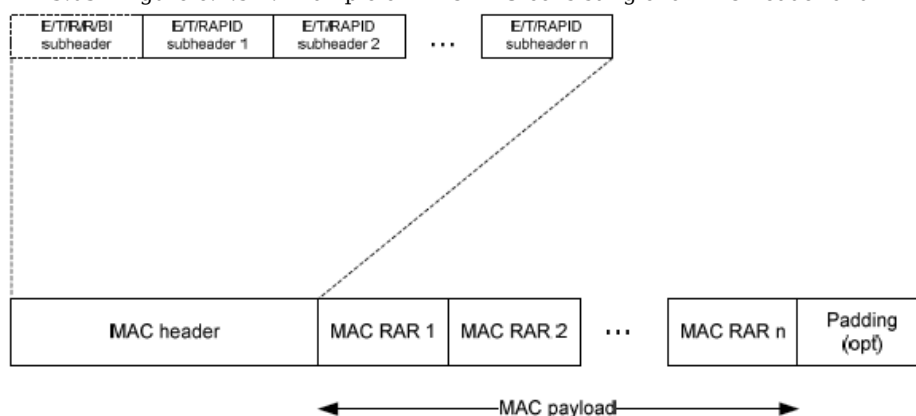 E/T/R/R/BI
subheader
E/T/RAPID
subheader 1
E/T/RAPID
subheader 2
...
E/T/RAPID
subheader n
MAC header
MAC RAR 1
MAC RAR 2
...
MAC RAR n
Padding
(opt)
MAC payload